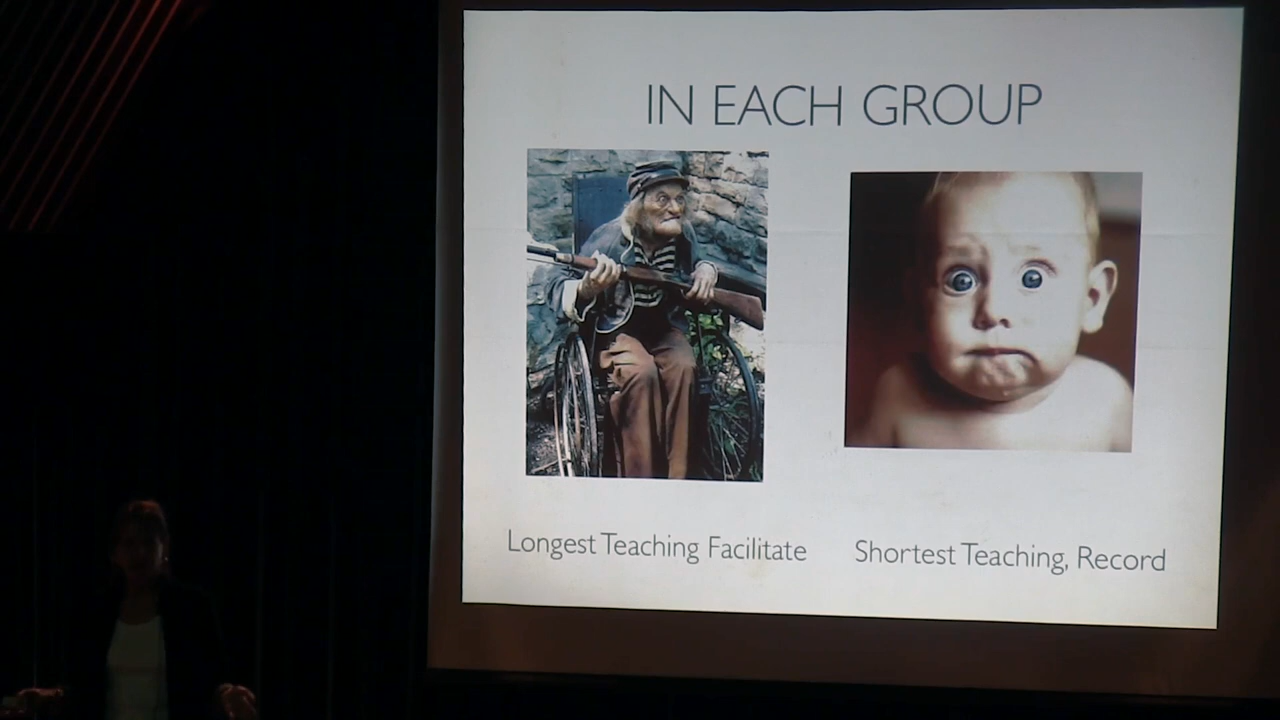 IN EACH GROUP
Longest Teaching Facilitate
Shortest Teaching, Record